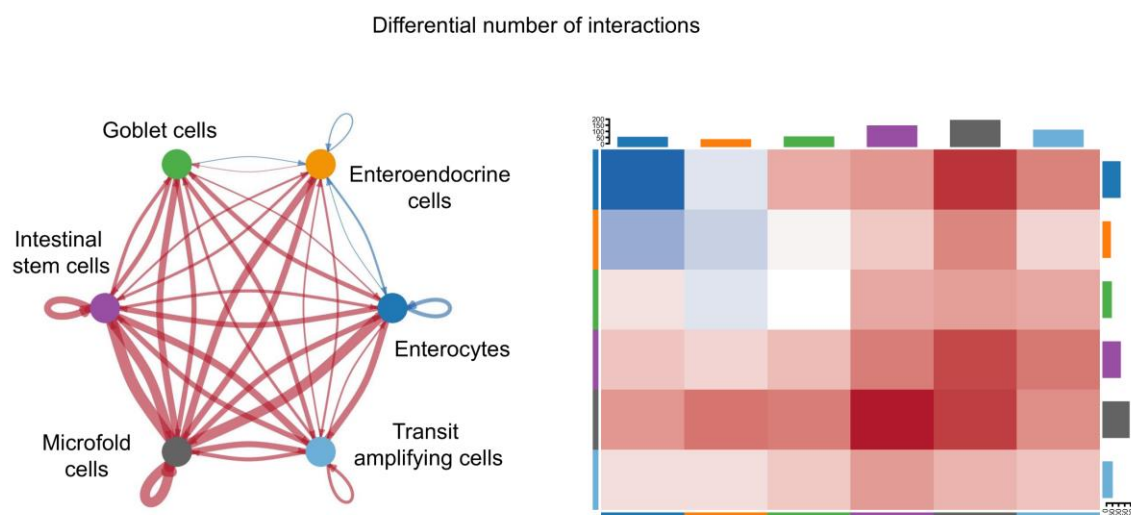 Differential number of interactions
Goblet cells
Enteroendocrine
cells
Intestinal
stem cells
Enterocytes
Microfold
cells
Transit
amplifying cells
200
150
100
50
0